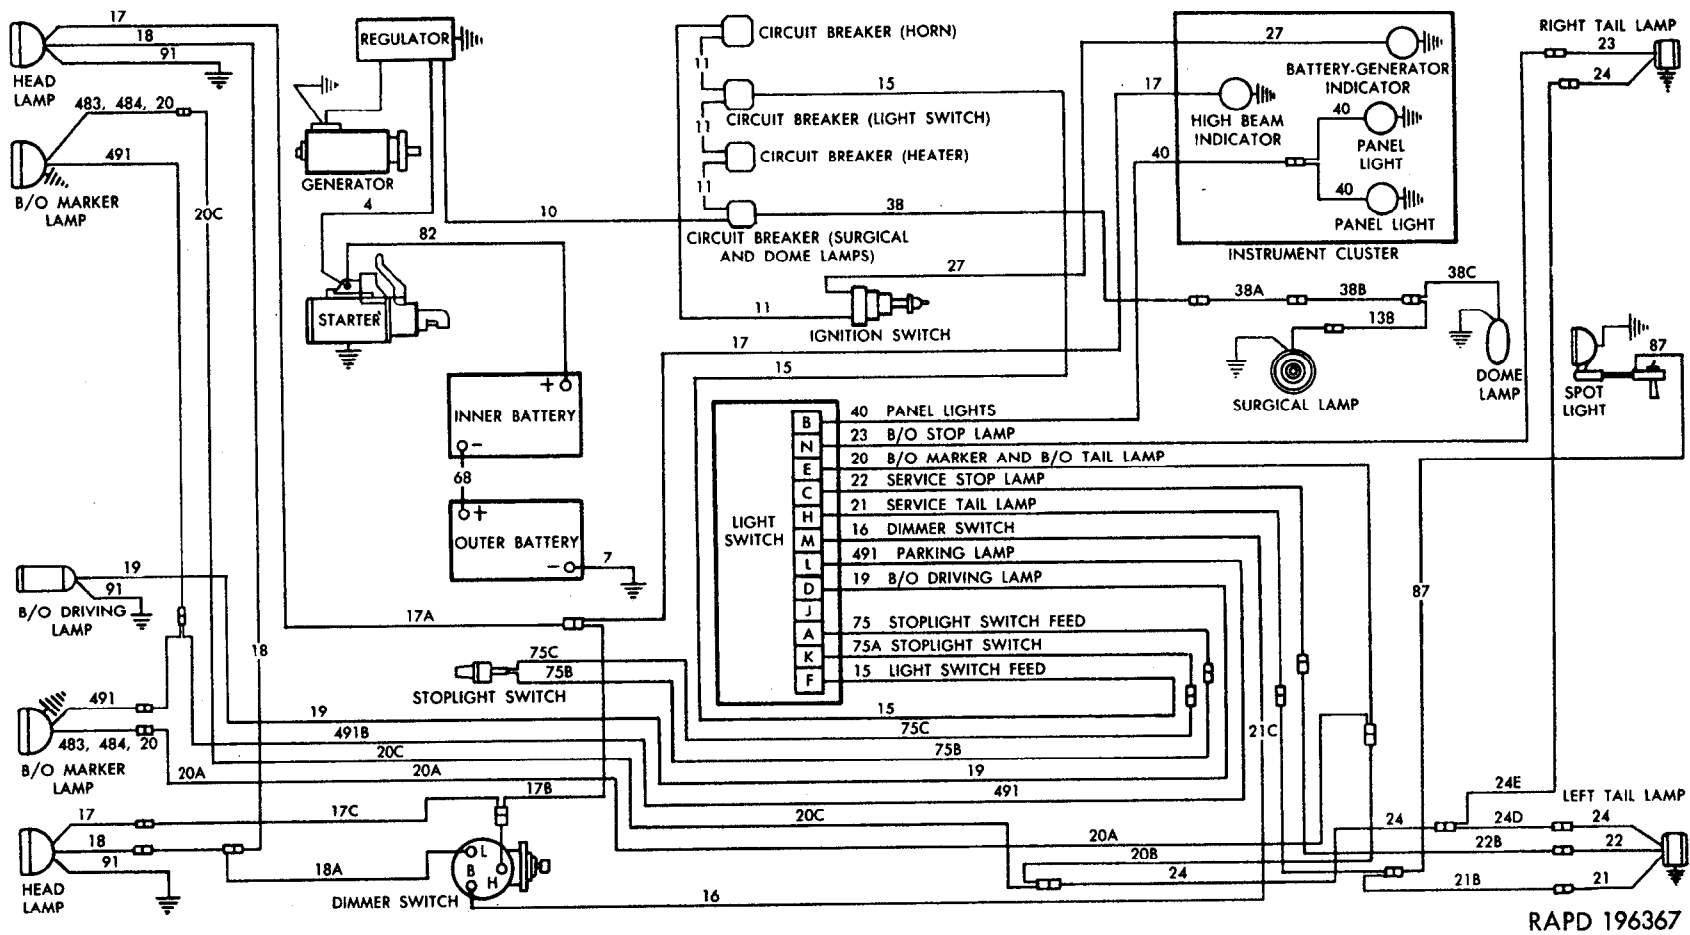 17
18
91
HEAD
LAMP
483, 484, 20
491
B/O MARKER
LAMP
20C
REGULATOR
GENERATOR
4
10
82
STARTER
INNER BATTERY
+
-
68
+
OUTER BATTERY
-
7
CIRCUIT BREAKER (HORN)
11
15
CIRCUIT BREAKER (LIGHT SWITCH)
11
CIRCUIT BREAKER (HEATER)
11
38
CIRCUIT BREAKER (SURGICAL
AND DOME LAMPS)
27
11
IGNITION SWITCH
17
15
27
BATTERY-GENERATOR
INDICATOR
17
HIGH BEAM
INDICATOR
40
PANEL
LIGHT
40
40
PANEL LIGHT
INSTRUMENT CLUSTER
RIGHT TAIL LAMP
23
24
38A
38B
38C
13B
SURGICAL LAMP
DOME
LAMP
87
SPOT
LIGHT
LIGHT
SWITCH
B 40 PANEL LIGHTS
N 23 B/O STOP LAMP
E 20 B/O MARKER AND B/O TAIL LAMP
C 22 SERVICE STOP LAMP
H 21 SERVICE TAIL LAMP
M 16 DIMMER SWITCH
L 491 PARKING LAMP
D 19 B/O DRIVING LAMP
J
A 75 STOPLIGHT SWITCH FEED
K 75A STOPLIGHT SWITCH
F 15 LIGHT SWITCH FEED
15
75C
75B
19
491
20C
87
21C
19
91
B/O DRIVING
LAMP
17A
18
75C
75B
STOPLIGHT SWITCH
491
483, 484, 20
B/O MARKER
LAMP
19
491B
20C
20A
20A
17B
17
17C
18
91
HEAD
LAMP
18A
L
B
H
DIMMER SWITCH
16
20A
20B
24
24
24E
24D
24
22B
22
21B
21
LEFT TAIL LAMP
RAPD 196367